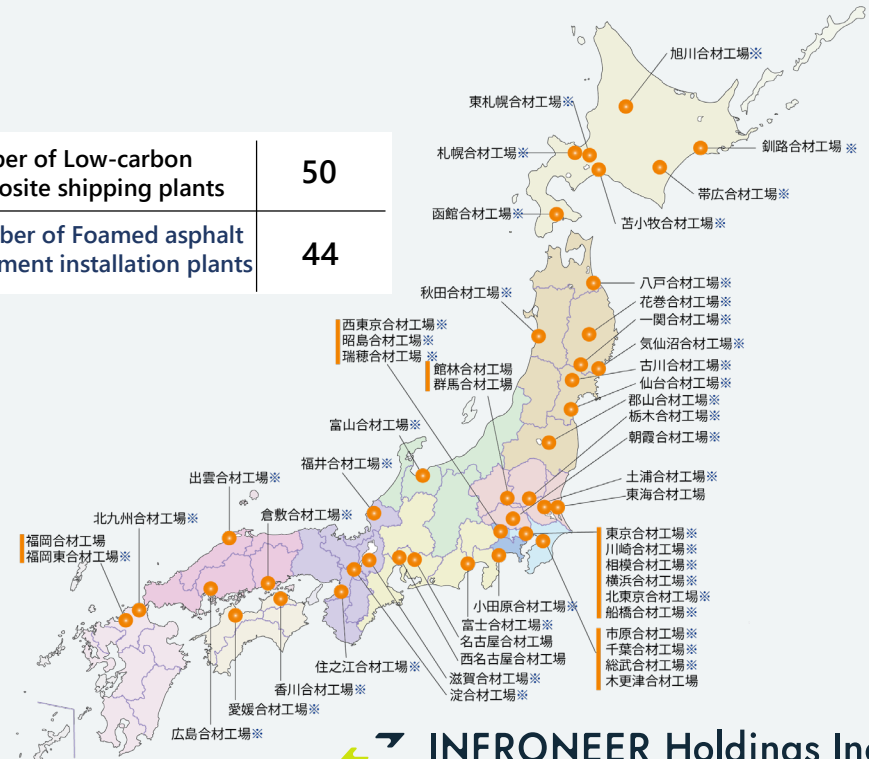 旭川合材工場※
東札幌合材工場※
札幌合材工場※
釧路合材工場 ※
帯広合材工場※
函館合材工場※
苫小牧合材工場※
ber of Low-carbon
osite shipping plants
50
ber of Foamed asphalt
ment installation plants
44
秋田合材工場※
八戸合材工場※
花巻合材工場※
一関合材工場※
気仙沼合材工場※
古川合材工場※
仙台合材工場※
郡山合材工場※
栃木合材工場※
朝霞合材工場※
西東京合材工場※
昭島合材工場※
瑞穂合材工場 ※
館林合材工場
群馬合材工場
富山合材工場※
福井合材工場※
土浦合材工場※
東海合材工場
出雲合材工場※
北九州合材工場※
倉敷合材工場※
福岡合材工場
福岡東合材工場※
東京合材工場※
川崎合材工場※
相模合材工場※
横浜合材工場※
北東京合材工場※
船橋合材工場※
市原合材工場※
千葉合材工場※
総武合材工場※
木更津合材工場
小田原合材工場※
富士合材工場※
名古屋合材工場
西名古屋合材工場
住之江合材工場※
滋賀合材工場※
淀合材工場※
香川合材工場※
愛媛合材工場※
広島合材工場※
INFRONEER Holdings Inc